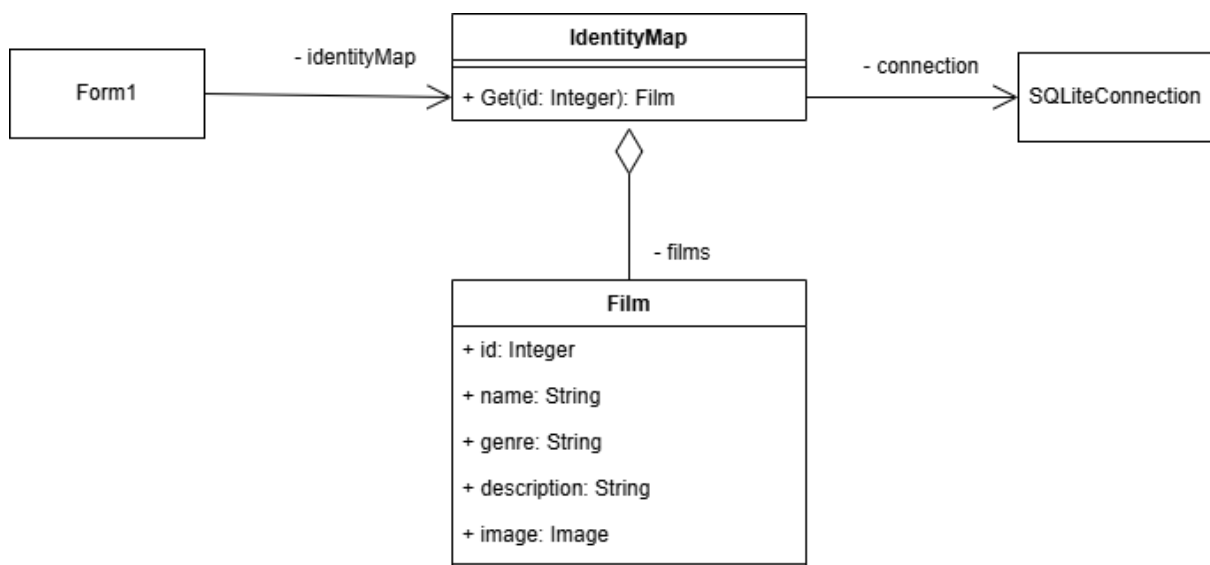 Form1
- identityMap
IdentityMap
+ Get(id: Integer): Film
- connection
SQLiteConnection
- films
Film
+ id: Integer
+ name: String
+ genre: String
+ description: String
+ image: Image